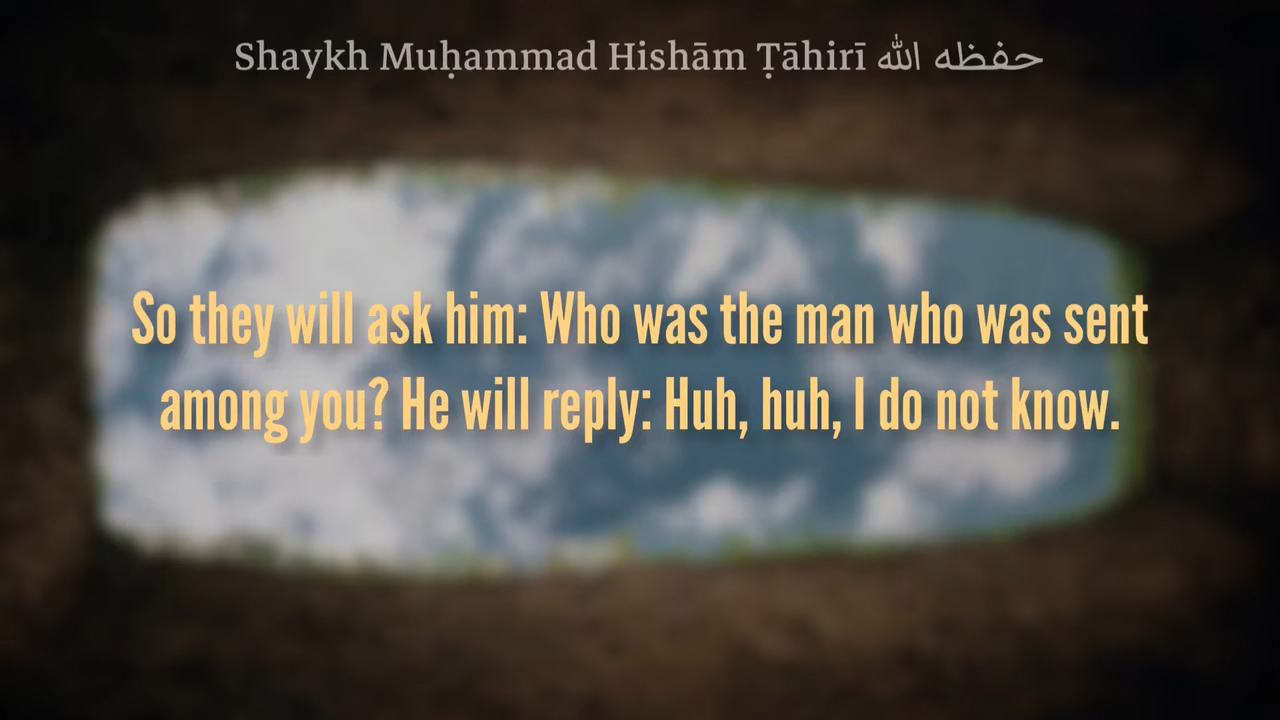 Shaykh Muḥammad Hishām Ṭāhirī حفظه الله
So they will ask him: Who was the man who was sent
among you? He will reply: Huh, huh, I do not know.